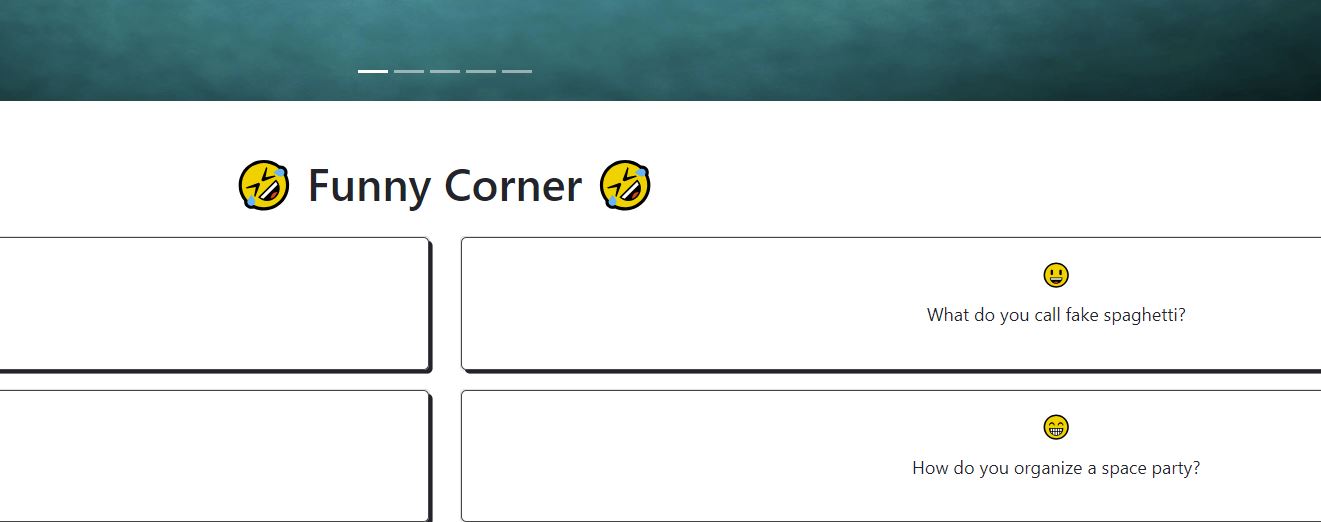 🤣 Funny Corner 🤣
😀
What do you call fake spaghetti?
😁
How do you organize a space party?